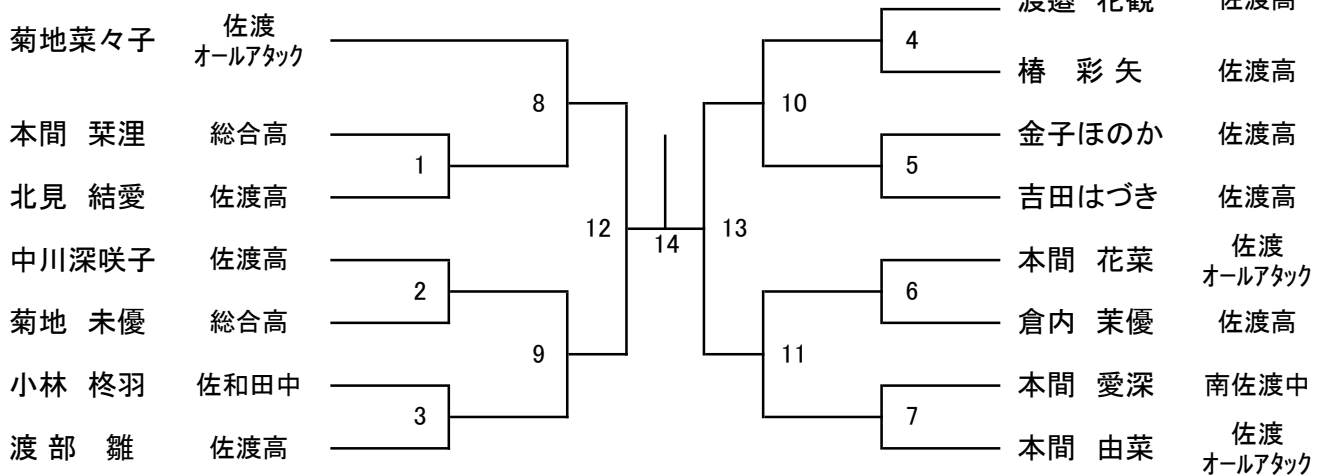 菊地菜々子 佐渡
オールアタック
8
本間 栞浬 総合高
1
北見 結愛 佐渡高
12
中川深咲子 佐渡高
2
菊地 未優 総合高
9
小林 柊羽 佐和田中
3
渡部 雛 佐渡高
14
渡邉 花観 佐渡高
4
椿 彩矢 佐渡高
10
金子ほのか 佐渡高
5
吉田はづき 佐渡高
13
本間 花菜 佐渡
オールアタック
6
倉内 茉優 佐渡高
11
本間 愛深 南佐渡中
7
本間 由菜 佐渡
オールアタック